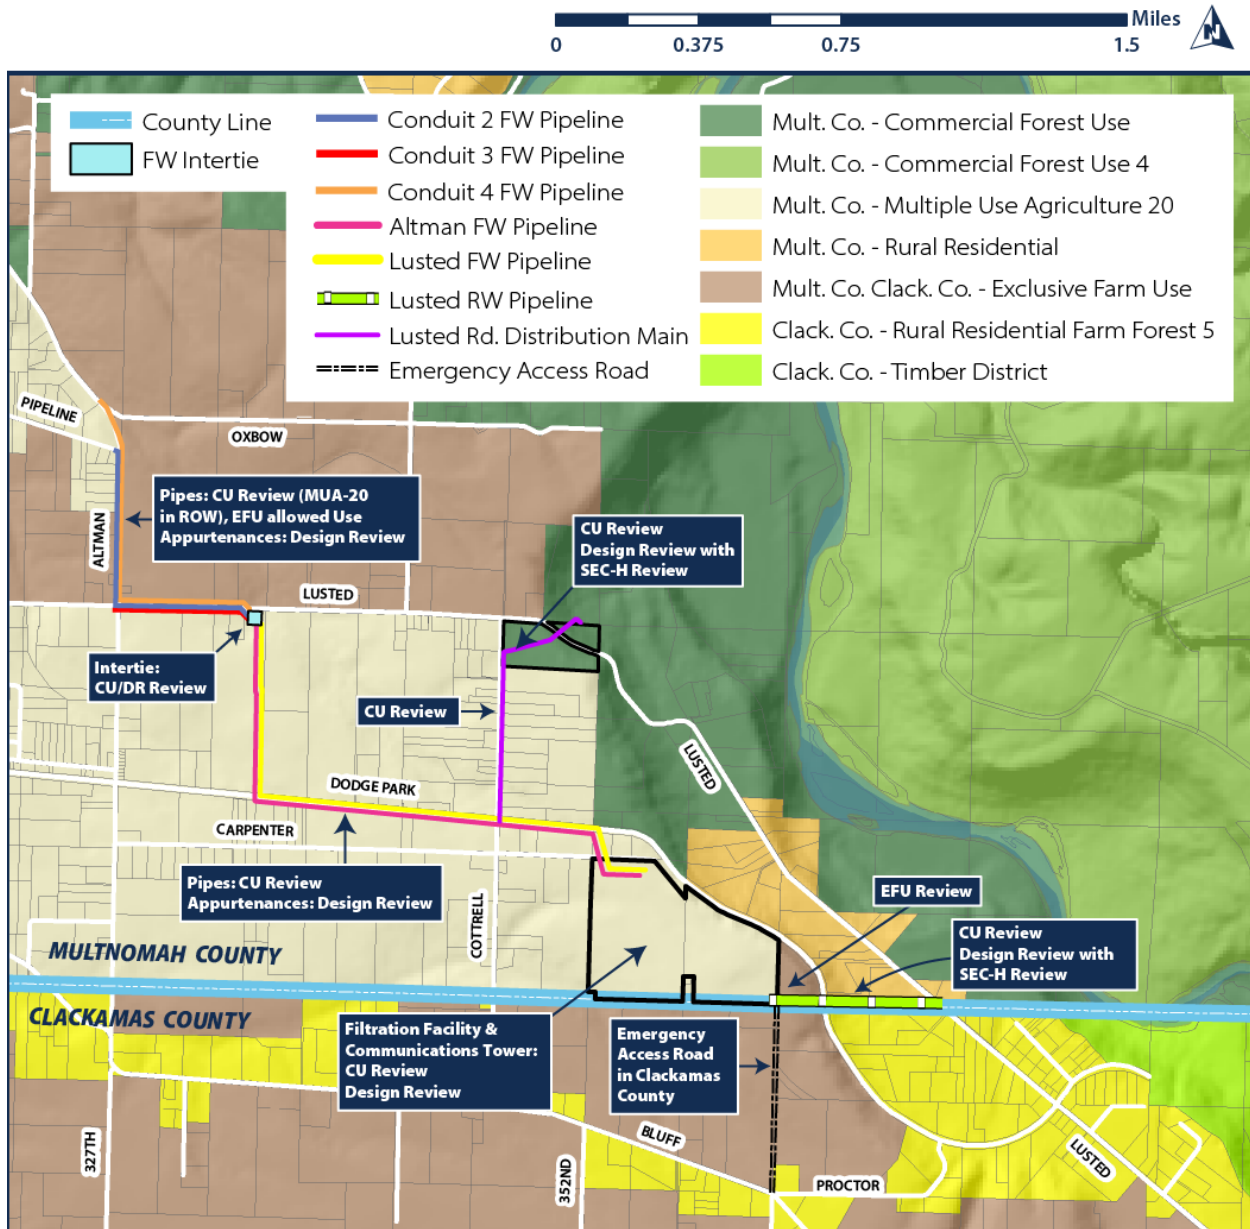 Miles
0 0.375 0.75 1.5
N
County Line
FW Intertie
Conduit 2 FW Pipeline
Conduit 3 FW Pipeline
Conduit 4 FW Pipeline
Altman FW Pipeline
Lusted FW Pipeline
Lusted RW Pipeline
Lusted Rd. Distribution Main
Emergency Access Road
Mult. Co. - Commercial Forest Use
Mult. Co. - Commercial Forest Use 4
Mult. Co. - Multiple Use Agriculture 20
Mult. Co. - Rural Residential
Mult. Co. Clack. Co. - Exclusive Farm Use
Clack. Co. - Rural Residential Farm Forest 5
Clack. Co. - Timber District
PIPELINE
OXBOW
Pipes: CU Review (MUA-20
in ROW), EFU allowed Use
Appurtenances: Design Review
ALTMAN
CU Review
Design Review with
SEC-H Review
LUSTED
Intertie:
CU/DR Review
CU Review
LUSTED
DODGE PARK
CARPENTER
Pipes: CU Review
Appurtenances: Design Review
COTTRELL
EFU Review
CU Review
Design Review with
SEC-H Review
MULTNOMAH COUNTY
CLACKAMAS COUNTY
Filtration Facility &
Communications Tower:
CU Review
Design Review
Emergency
Access Road
in Clackamas
County
327TH
352ND
BLUFF
PROCTOR
LUSTED